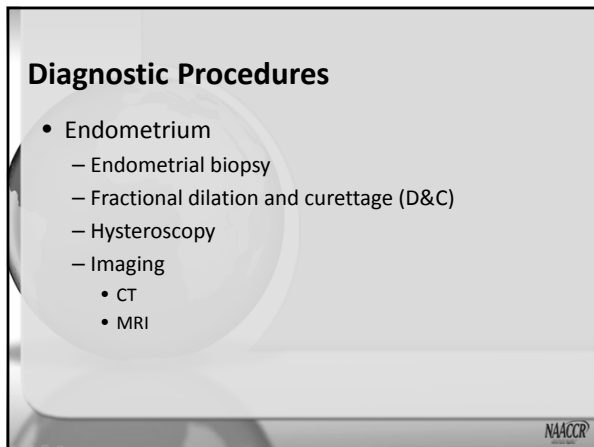 Diagnostic Procedures
• Endometrium
– Endometrial biopsy
– Fractional dilation and curettage (D&C)
– Hysteroscopy
– Imaging
• CT
• MRI
NAACCR